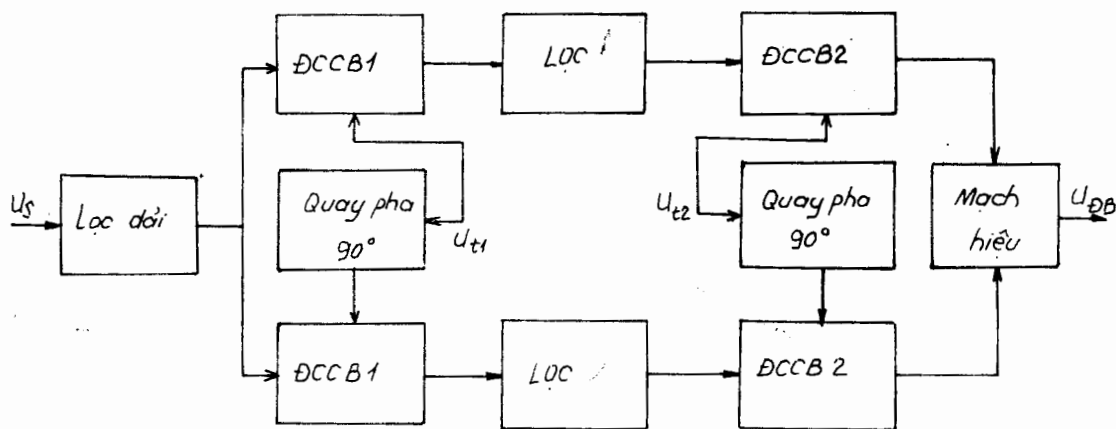 ĐCCB1
LỌC
ĐCCB2
U_S
Lọc dải
Quay pha
90°
U_t1
U_t2
Quay pha
90°
Mạch
hiệu
U_ĐB
ĐCCB1
LỌC
ĐCCB2